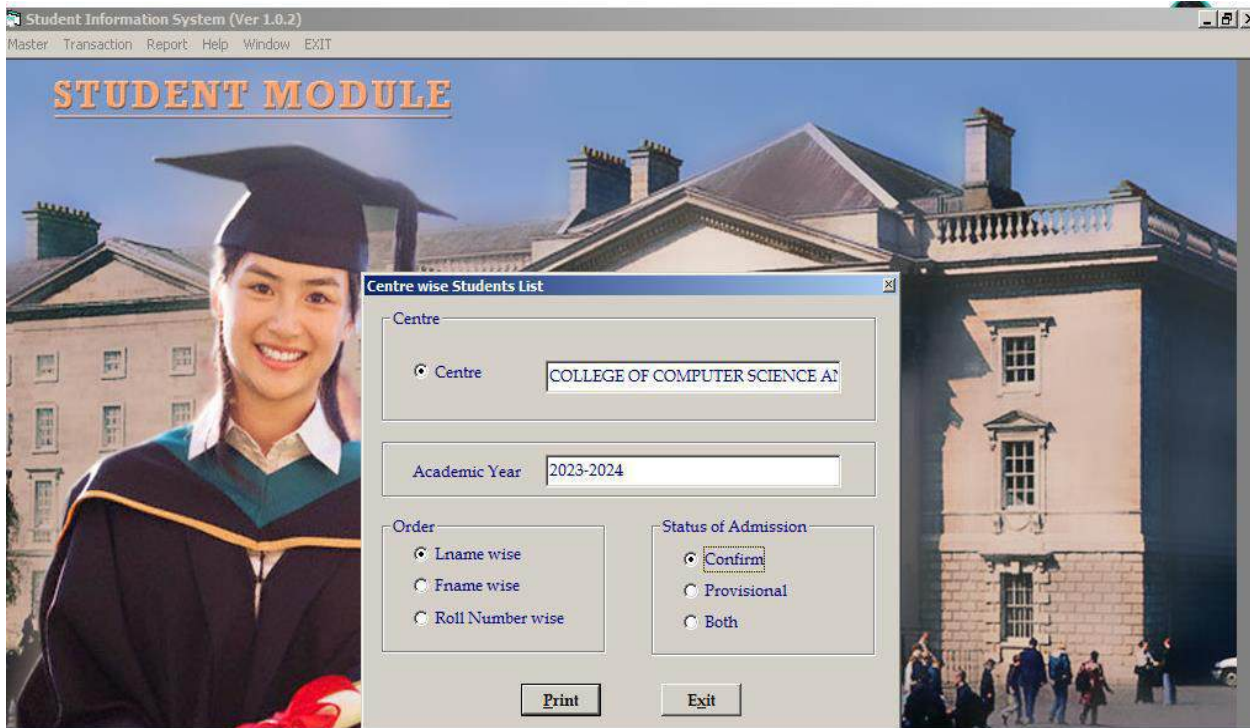 Student Information System (Ver 1.0.2)
Master Transaction Report Help Window EXIT
STUDENT MODULE
Centre wise Students List
Centre
Centre COLLEGE OF COMPUTER SCIENCE AN
Academic Year 2023-2024
Order Status of Admission
Lname wise Confirm
Fname wise Provisional
Roll Number wise Both
Print Exit